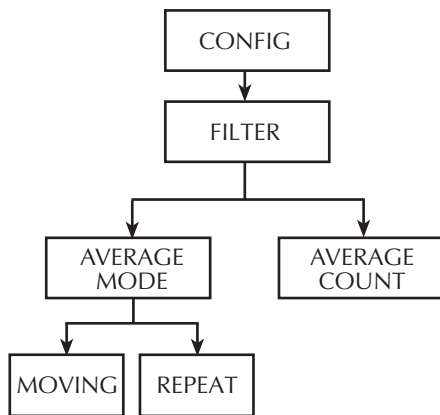 CONFIG
FILTER
AVERAGE
MODE
AVERAGE
COUNT
MOVING
REPEAT